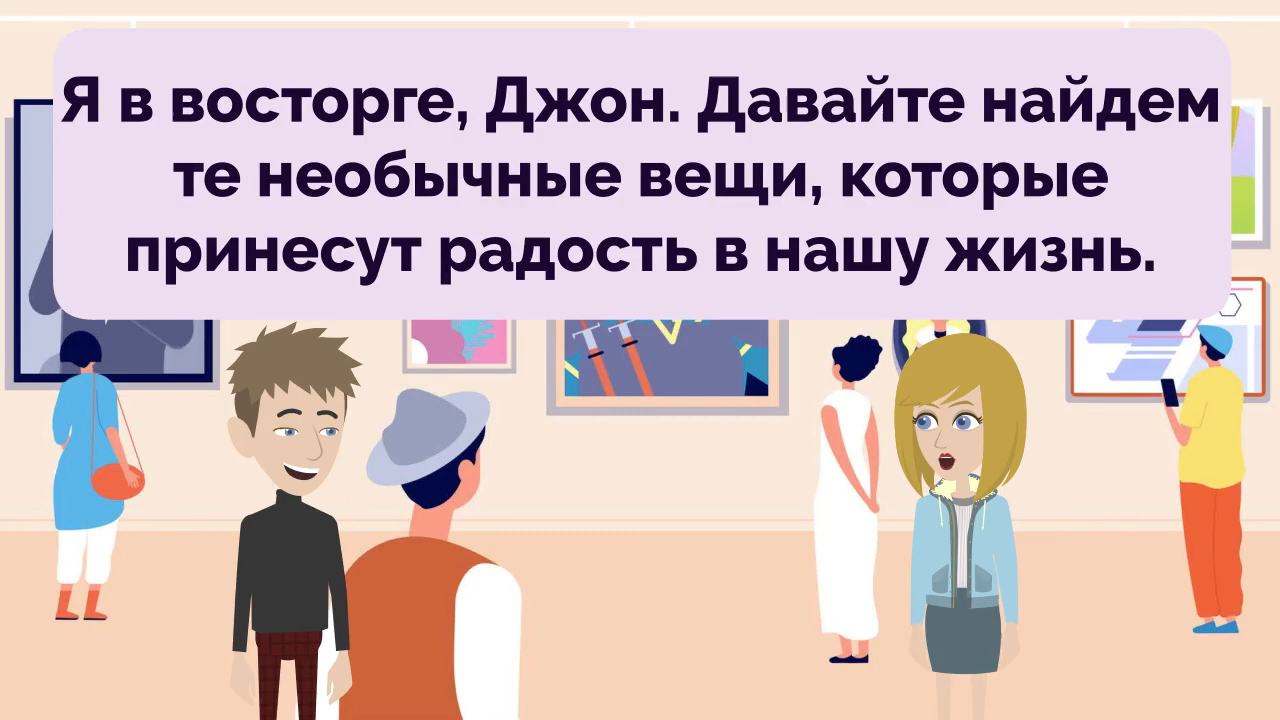 Я в восторге, Джон. Давайте найдем
те необычные вещи, которые
принесут радость в нашу жизнь.